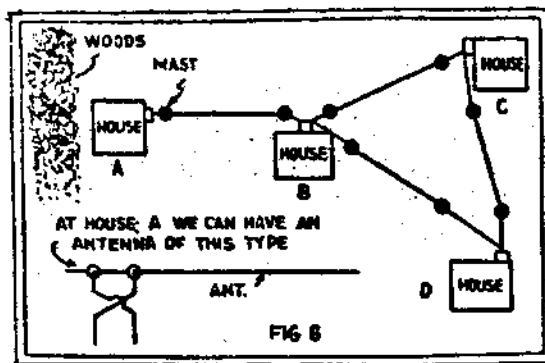 WOODS
MAST
HOUSE
A
HOUSE
B
HOUSE
C
HOUSE
D
AT HOUSE; A WE CAN HAVE AN
ANTENNA OF THIS TYPE
ANT.
FIG 6